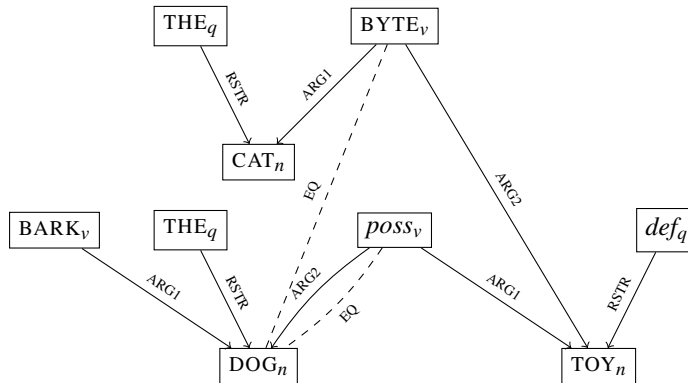 THEq BYTEv
RSTR ARG1
CATn
EQ ARG2
BARKv THEq possv defq
ARG1 RSTR ARG2 EQ ARG1 RSTR
DOGn TOYn